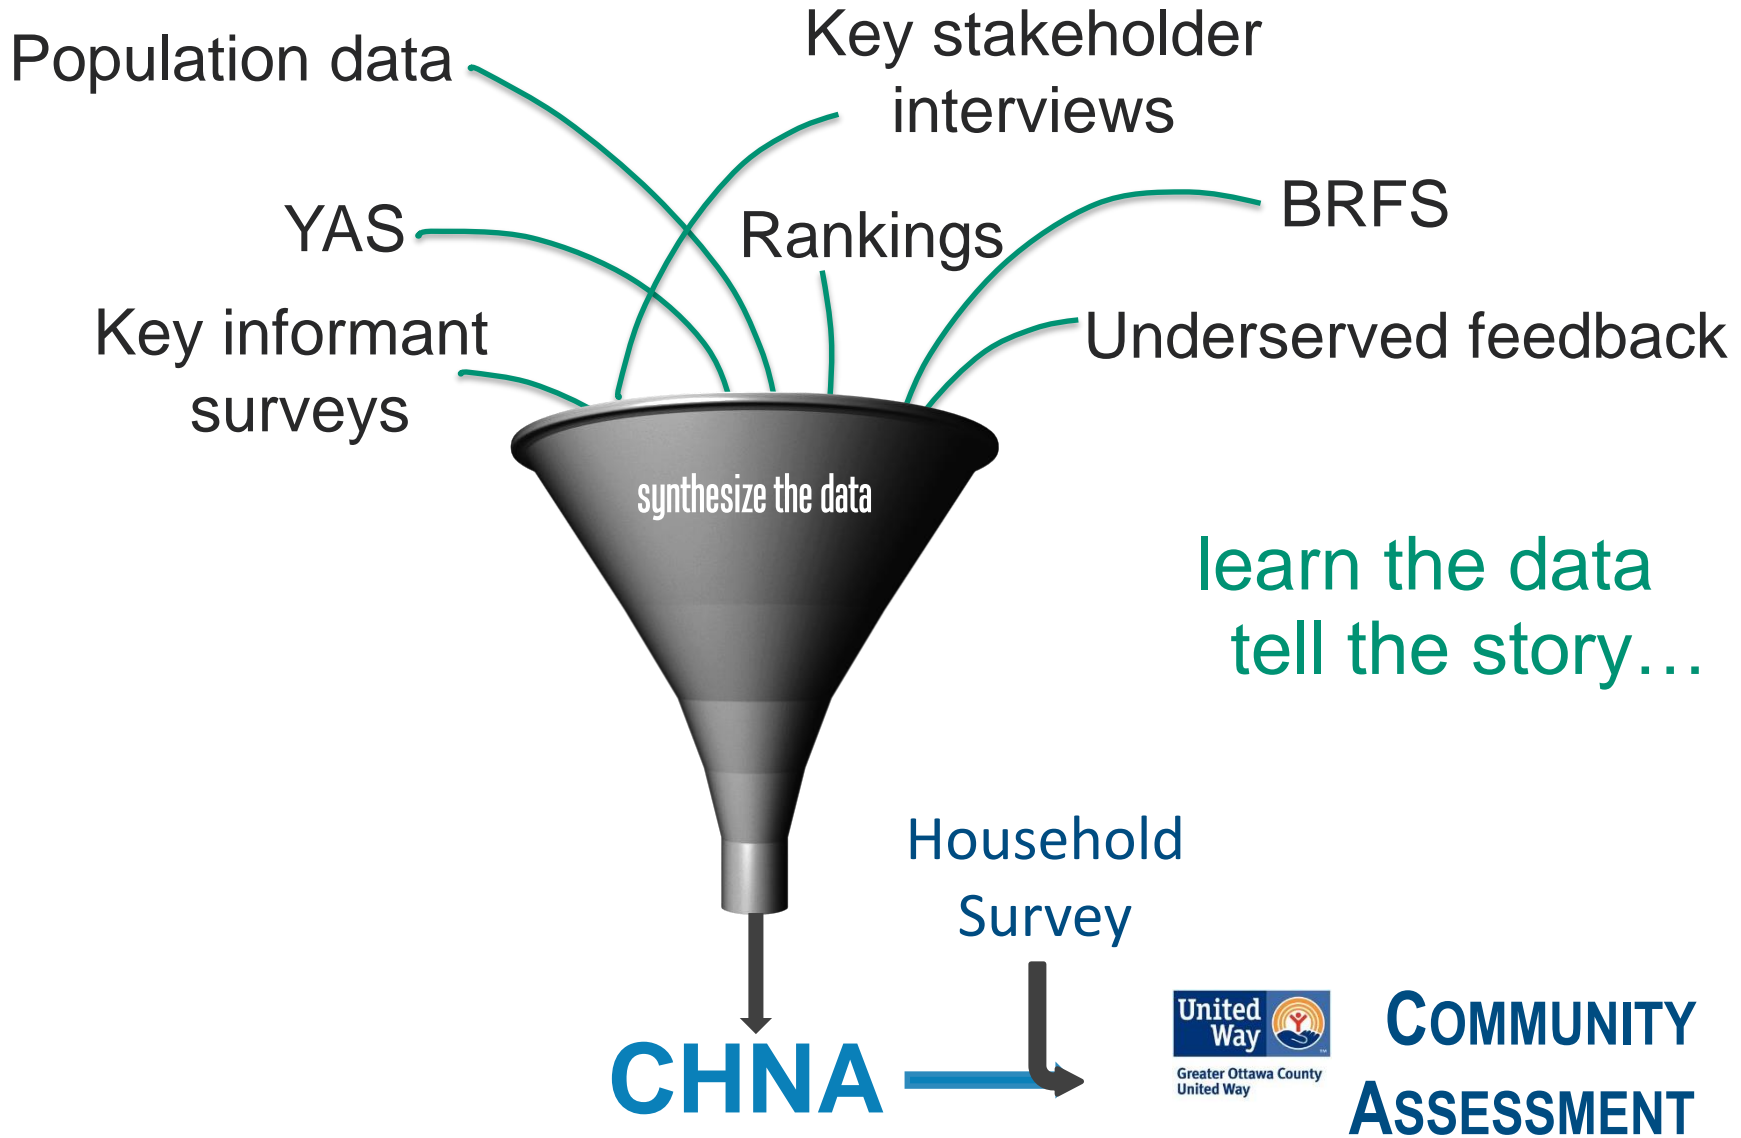 Population data
Key stakeholder
interviews
YAS
Rankings
BRFS
Key informant
surveys
Underserved feedback
synthesize the data
learn the data
tell the story…
Household
Survey
CHNA
United
Way
Greater Ottawa County
United Way
COMMUNITY
ASSESSMENT